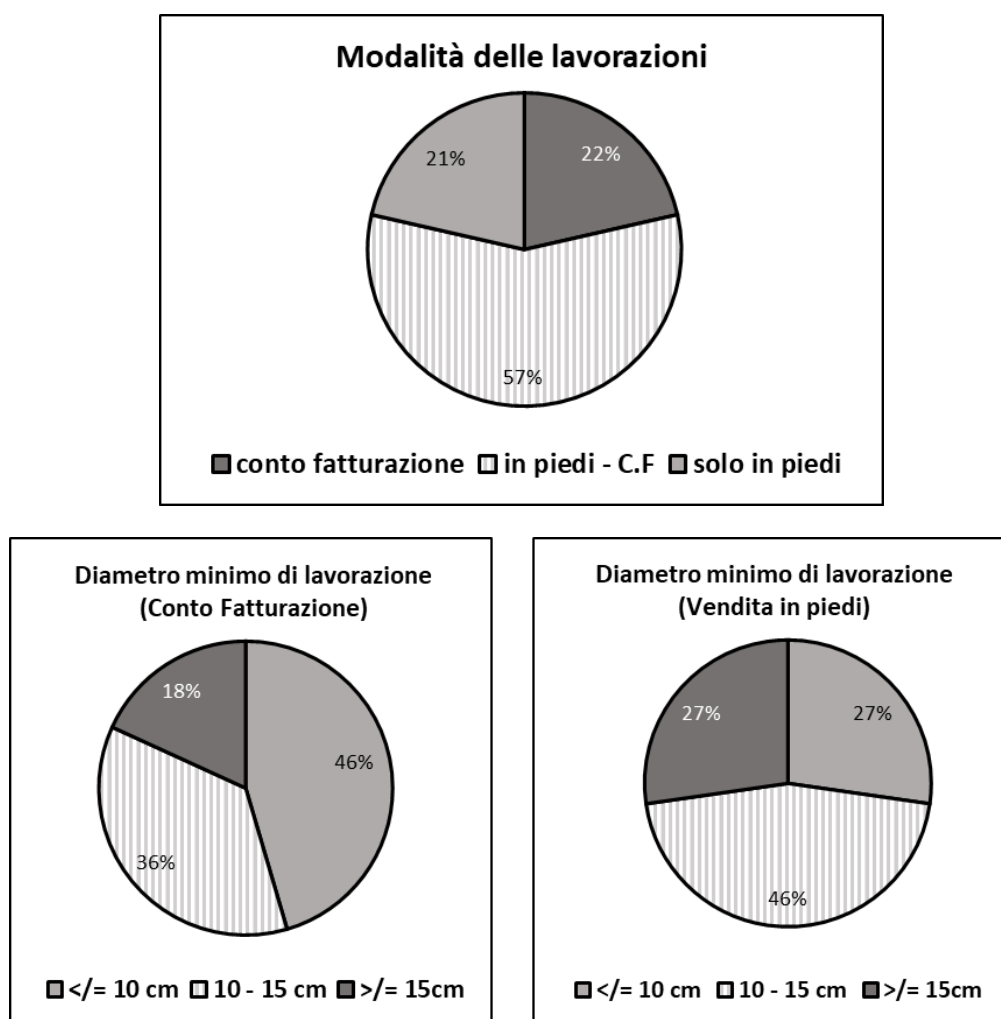 Modalità delle lavorazioni
21%
22%
57%
conto fatturazione in piedi - C.F solo in piedi
Diametro minimo di lavorazione
(Conto Fatturazione)
18%
46%
36%
</= 10 cm 10 - 15 cm >/= 15cm
Diametro minimo di lavorazione
(Vendita in piedi)
27%
27%
46%
</= 10 cm 10 - 15 cm >/= 15cm